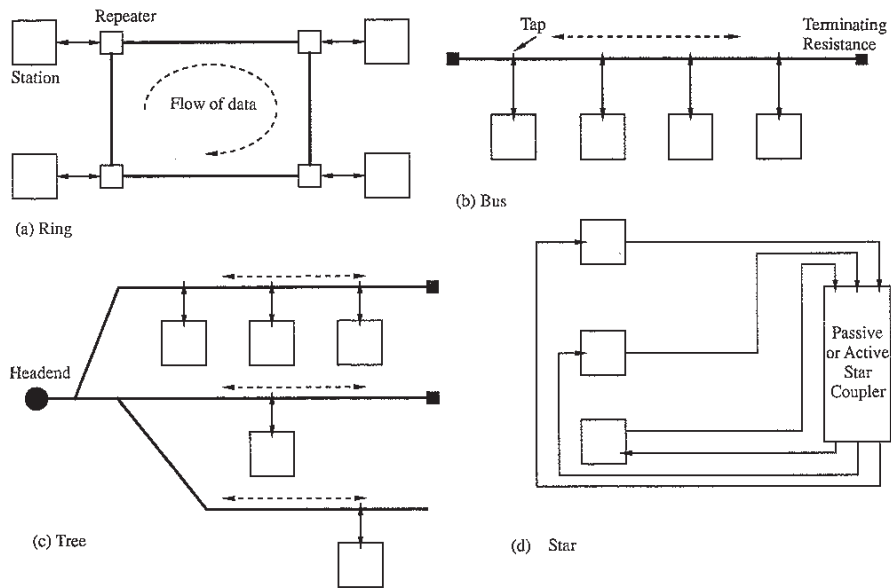 Repeater
Station
Flow of data
(a) Ring
Tap
Terminating
Resistance
(b) Bus
Headend
(c) Tree
Passive
or Active
Star
Coupler
(d) Star